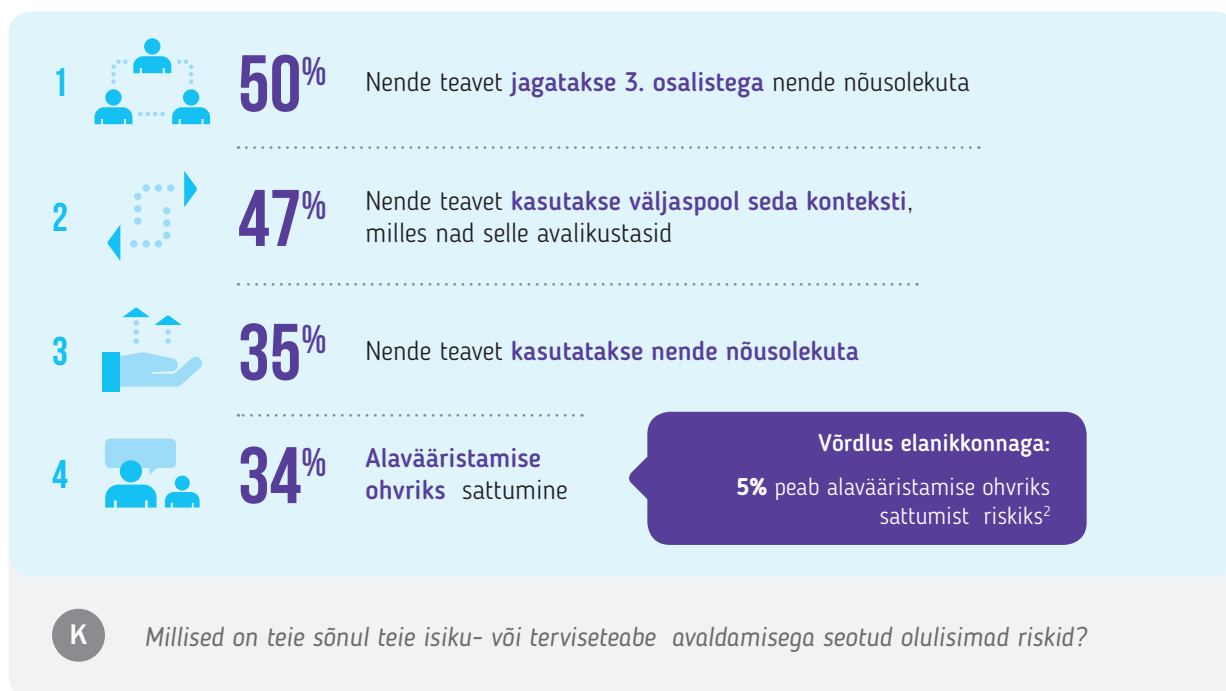 1
50% Nende teavet jagatakse 3. osalistega nende nõusolekuta
2
47% Nende teavet kasutakse väljaspool seda konteksti,
milles nad selle avalikustasid
3
35% Nende teavet kasutatakse nende nõusolekuta
4
34% Alavääristamise
ohvriks sattumine
Võrdlus elanikkonnaga:
5% peab alavääristamise ohvriks
sattumist riskiks2
K
Millised on teie sõnul teie isiku- või terviseteabe avaldamisega seotud olulisimad riskid?